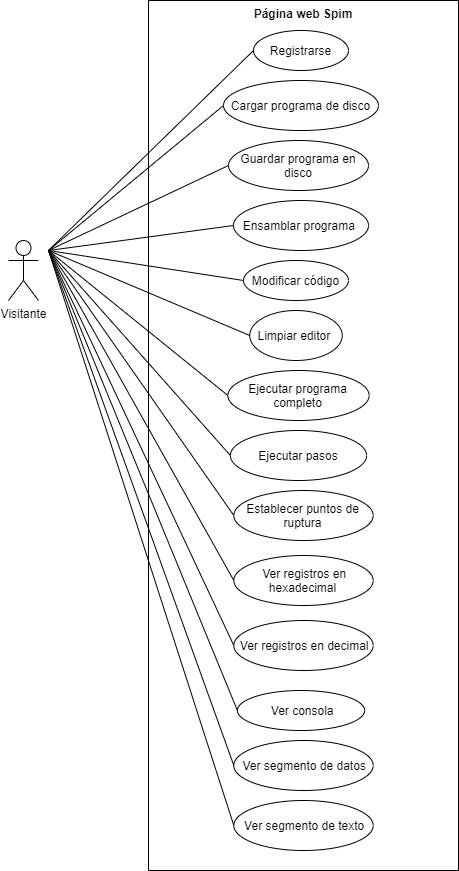 Página web Spim
Registrarse
Cargar programa de disco
Guardar programa en
disco
Ensamblar programa
Modificar código
Visitante
Limpiar editor
Ejecutar programa
completo
Ejecutar pasos
Establecer puntos de
ruptura
Ver registros en
hexadecimal
Ver registros en decimal
Ver consola
Ver segmento de datos
Ver segmento de texto